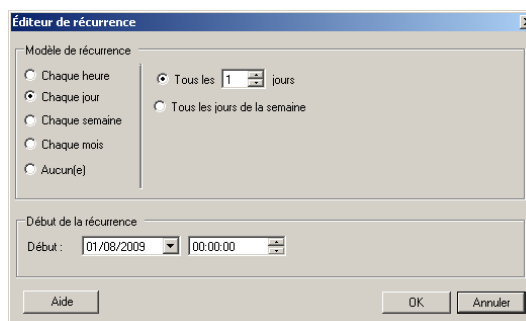 Éditeur de récurrence
Modèle de récurrence
Chaque heure
Chaque jour
Chaque semaine
Chaque mois
Aucun(e)
Tous les 1 jours
Tous les jours de la semaine
Début de la récurrence
Début : 01/08/2009 00:00:00
Aide OK Annuler